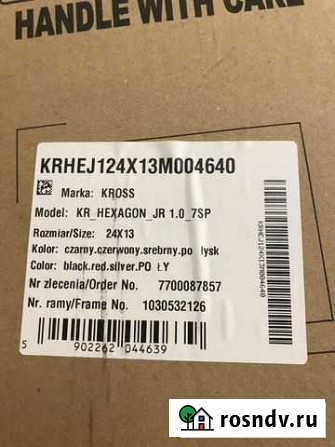 HANDLE WITH CARE
KRHEJ124X13M004640
Marka: KROSS
Model: KR_HEXAGON_JR 1.0_7SP
Rozmiar/Size: 24X13
Kolor: czarny.czerwony.srebrny.po łysk
Color: black.red.silver.PO ŁY
Nr zlecenia/Order No. 7700087857
Nr. ramy/Frame No. 1030532126
5 902262 044639
KRHEJ124X13M004640
rosndv.ru